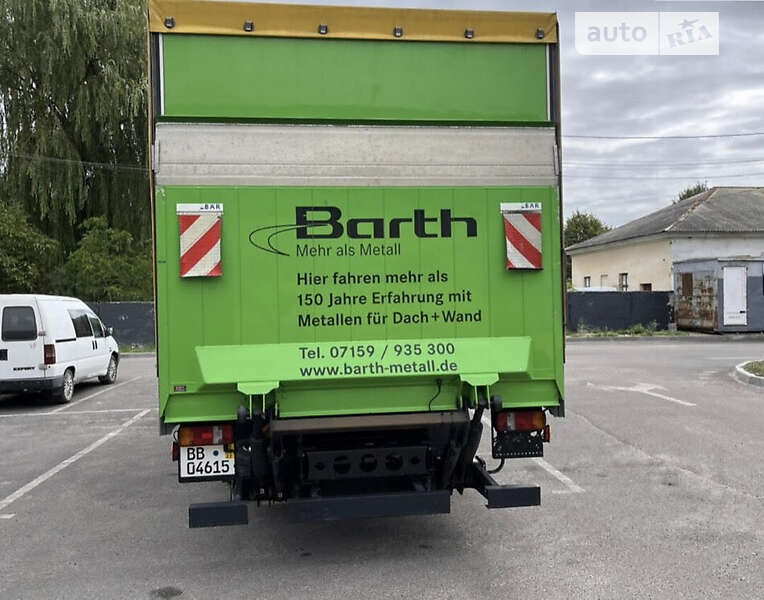 auto RIA
BAR
BAR
Barth
Mehr als Metall
Hier fahren mehr als
150 Jahre Erfahrung mit
Metallen für Dach+Wand
Tel. 07159 / 935 300
www.barth-metall.de
EXPERT
BB
04615